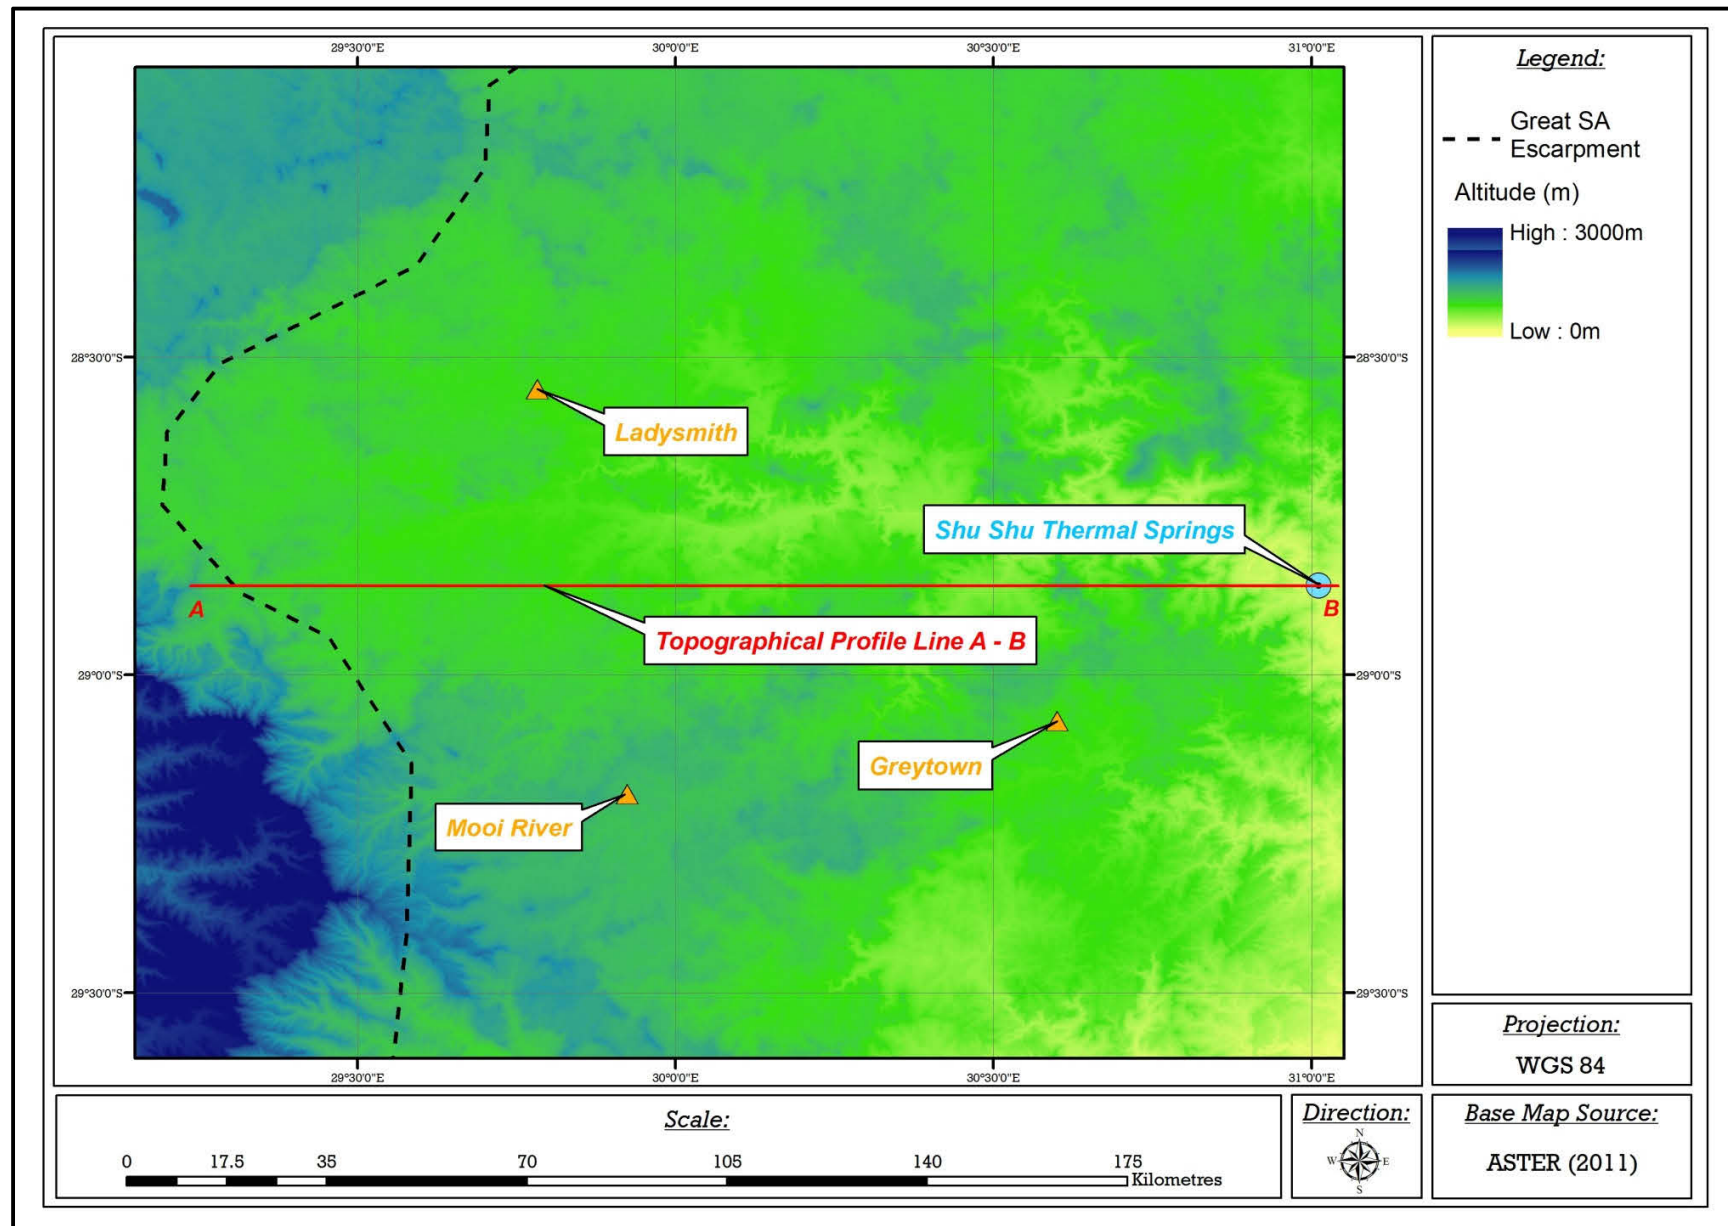 29°30'0"E
30°0'0"E
30°30'0"E
31°0'0"E
Legend:
Great SA
Escarpment
Altitude (m)
High : 3000m
Low : 0m
28°30'0"S
28°30'0"S
Ladysmith
Shu Shu Thermal Springs
A
B
Topographical Profile Line A - B
29°0'0"S
29°0'0"S
Greytown
Mooi River
29°30'0"S
29°30'0"S
29°30'0"E
30°0'0"E
30°30'0"E
31°0'0"E
Projection:
WGS 84
Scale:
0 17.5 35 70 105 140 175
Kilometres
Direction:
N
W E
S
Base Map Source:
ASTER (2011)